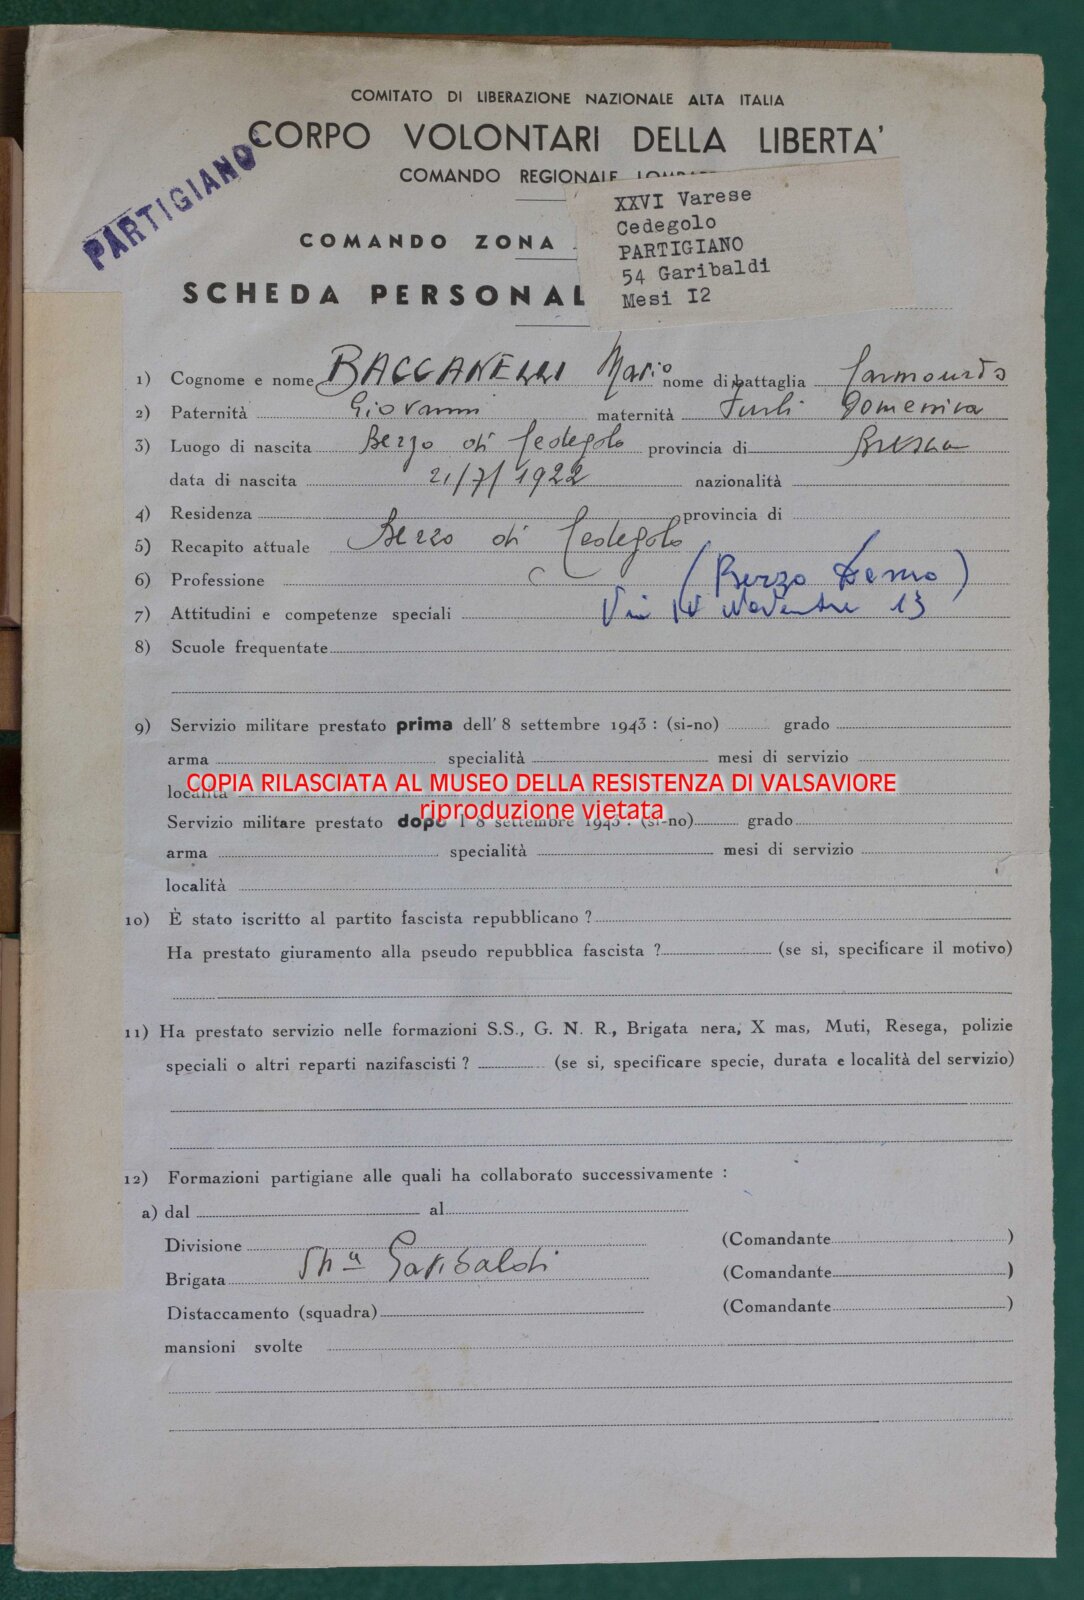 COMITATO DI LIBERAZIONE NAZIONALE ALTA ITALIA
CORPO VOLONTARI DELLA LIBERTA'
PARTIGIANO
COMANDO REGIONALE
XXVI Varese
Cedegolo
PARTIGIANO
54 Garibaldi
Mesi I2
COMANDO ZONA
SCHEDA PERSONAL
1) Cognome e nome BACCANELLI Mario nome di battaglia
2) Paternità Giovanni maternità Domenica
3) Luogo di nascita Berzo di Cedegolo provincia di Brescia
data di nascita 21/7/1922 nazionalità
4) Residenza provincia di
5) Recapito attuale Berzo di Cedegolo
6) Professione (Berzo Demo)
7) Attitudini e competenze speciali Via IV Novembre 13
8) Scuole frequentate
9) Servizio militare prestato prima dell' 8 settembre 1943 : (si-no) grado
arma specialità mesi di servizio
COPIA RILASCIATA AL MUSEO DELLA RESISTENZA DI VALSAVIORE
località
riproduzione vietata
Servizio militare prestato dopo l' 8 settembre 1943 : (si-no) grado
arma specialità mesi di servizio
località
10) È stato iscritto al partito fascista repubblicano ?
Ha prestato giuramento alla pseudo repubblica fascista ? (se si, specificare il motivo)
11) Ha prestato servizio nelle formazioni S.S., G. N. R., Brigata nera, X mas, Muti, Resega, polizie
speciali o altri reparti nazifascisti ? (se si, specificare specie, durata e località del servizio)
12) Formazioni partigiane alle quali ha collaborato successivamente :
a) dal al
Divisione (Comandante )
Brigata 54ª Garibaldi (Comandante )
Distaccamento (squadra) (Comandante )
mansioni svolte